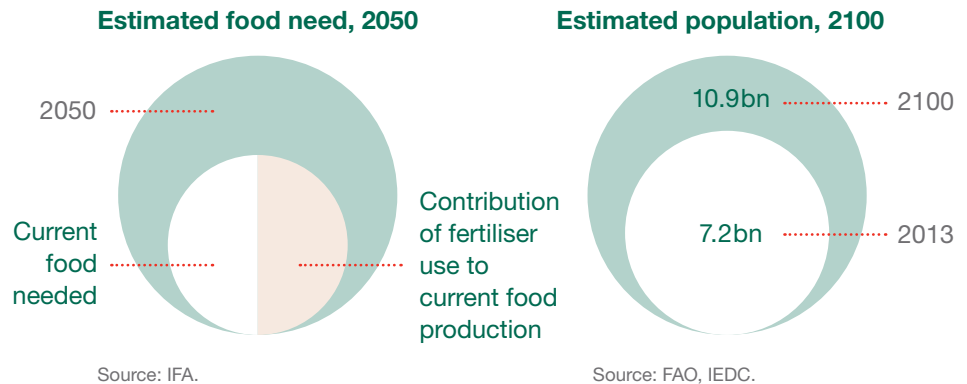 Estimated food need, 2050
2050
Current
food
needed
Contribution
of fertiliser
use to
current food
production
Source: IFA.
Estimated population, 2100
10.9bn
2100
7.2bn
2013
Source: FAO, IEDC.